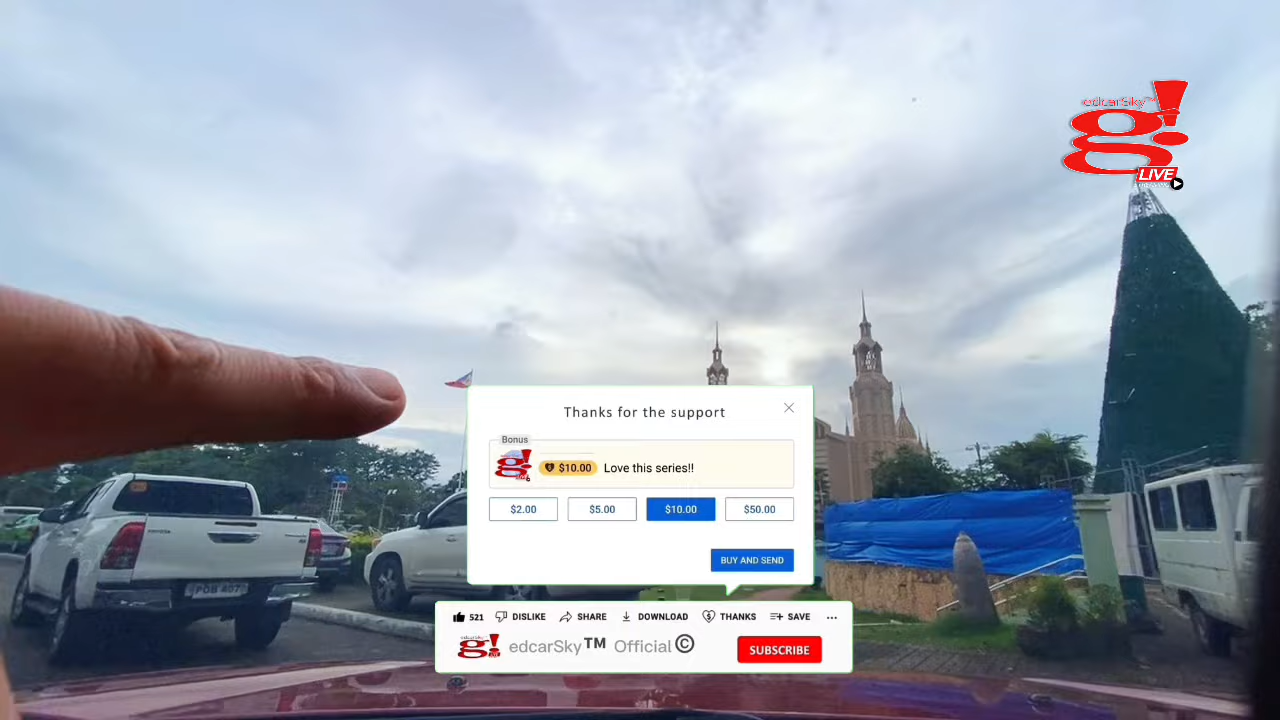 edcarSky™
g!
LIVE
Thanks for the support
Bonus
$10.00 Love this series!!
$2.00 $5.00 $10.00 $50.00
BUY AND SEND
521 DISLIKE SHARE DOWNLOAD THANKS SAVE ...
g! edcarSky™ Official ©
SUBSCRIBE